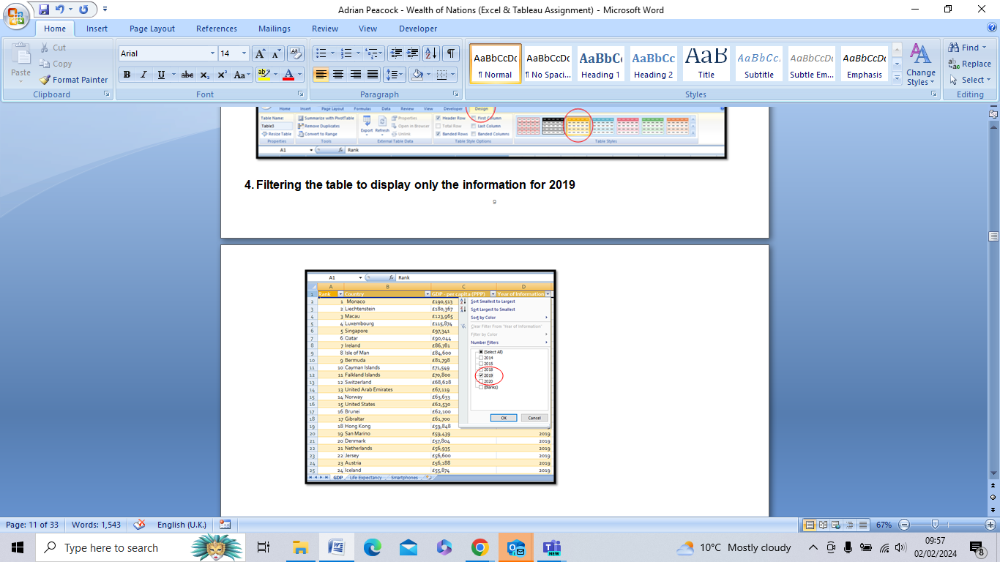 Adrian Peacock - Wealth of Nations (Excel & Tableau Assignment) - Microsoft Word
Home Insert Page Layout References Mailings Review View Developer
Paste Cut Copy Format Painter
Arial 14
AaBbCcDc AaBbCcDc AaBbCc AaBbCc AaB AaBbCc. AaBbCcDc AaBbCcDc
¶ Normal ¶ No Spaci... Heading 1 Heading 2 Title Subtitle Subtle Em... Emphasis
Change Styles
Find Replace Select
Clipboard Font Paragraph Styles Editing
Home Insert Page Layout Formulas Data Review View Developer Design
Table Name: Summarize with PivotTable Properties Header Row First Column
Table3 Remove Duplicates Export Refresh Open in Browser Total Row Last Column
Resize Table Convert to Range Unlink Banded Rows Banded Columns
Properties Tools External Table Data Table Style Options Table Styles
A1 fx Rank
4. Filtering the table to display only the information for 2019
9
A1 fx Rank
A B C D
1 Rank Country GDP - per capita (PPP) Year of Information
2 1 Monaco £190,513
3 2 Liechtenstein £180,367
4 3 Macau £123,965
5 4 Luxembourg £115,874
6 5 Singapore £97,341
7 6 Qatar £90,044
8 7 Ireland £86,781
9 8 Isle of Man £84,600
10 9 Bermuda £81,798
11 10 Cayman Islands £71,549
12 11 Falkland Islands £70,800
13 12 Switzerland £68,628
14 13 United Arab Emirates £67,119
15 14 Norway £63,633
16 15 United States £62,530
17 16 Brunei £62,100
18 17 Gibraltar £61,700
19 18 Hong Kong £59,848
20 19 San Marino £59,439 2019
21 20 Denmark £57,804 2019
22 21 Netherlands £56,935 2019
23 22 Jersey £56,600 2019
24 23 Austria £56,188 2019
25 24 Iceland £55,874 2019
Sort Smallest to Largest
Sort Largest to Smallest
Sort by Color
Clear Filter From "Year of Information"
Filter by Color
Number Filters
(Select All)
2014
2015
2018
2019
2020
(Blanks)
OK Cancel
GDP Life Expectancy Smartphones
Page: 11 of 33 Words: 1,543 English (U.K.) 67%
Type here to search
NEW
10°C Mostly cloudy
09:57
02/02/2024
8